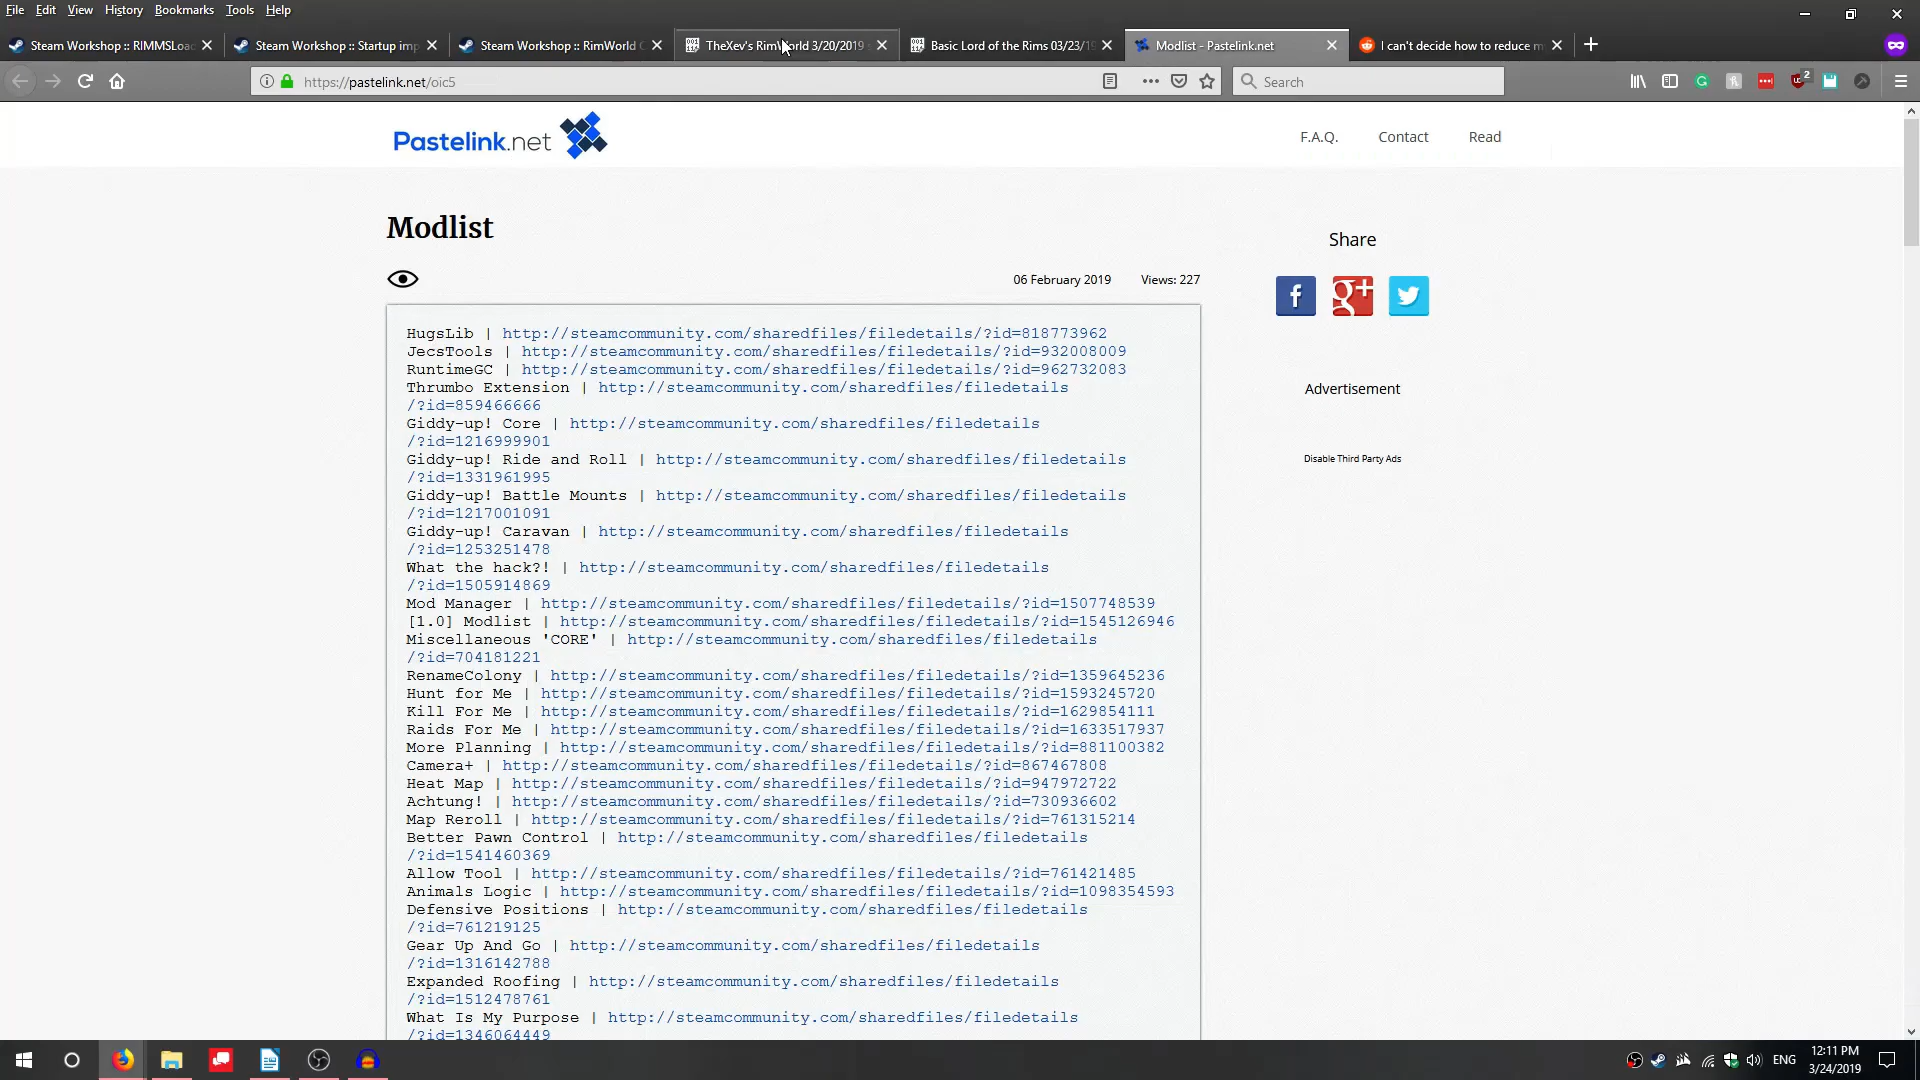 File Edit View History Bookmarks Tools Help
Steam Workshop :: RIMMSLoa
Steam Workshop :: Startup imp
Steam Workshop :: RimWorld
TheXev's RimWorld 3/20/2019
Basic Lord of the Rims 03/23/19
Modlist - Pastelink.net
I can't decide how to reduce m
https://pastelink.net/oic5
Search
2
Pastelink.net
F.A.Q. Contact Read
Modlist
06 February 2019 Views: 227
HugsLib | http://steamcommunity.com/sharedfiles/filedetails/?id=818773962
JecsTools | http://steamcommunity.com/sharedfiles/filedetails/?id=932008009
RuntimeGC | http://steamcommunity.com/sharedfiles/filedetails/?id=962732083
Thrumbo Extension | http://steamcommunity.com/sharedfiles/filedetails
/?id=859466666
Giddy-up! Core | http://steamcommunity.com/sharedfiles/filedetails
/?id=1216999901
Giddy-up! Ride and Roll | http://steamcommunity.com/sharedfiles/filedetails
/?id=1331961995
Giddy-up! Battle Mounts | http://steamcommunity.com/sharedfiles/filedetails
/?id=1217001091
Giddy-up! Caravan | http://steamcommunity.com/sharedfiles/filedetails
/?id=1253251478
What the hack?! | http://steamcommunity.com/sharedfiles/filedetails
/?id=1505914869
Mod Manager | http://steamcommunity.com/sharedfiles/filedetails/?id=1507748539
[1.0] Modlist | http://steamcommunity.com/sharedfiles/filedetails/?id=1545126946
Miscellaneous 'CORE' | http://steamcommunity.com/sharedfiles/filedetails
/?id=704181221
RenameColony | http://steamcommunity.com/sharedfiles/filedetails/?id=1359645236
Hunt for Me | http://steamcommunity.com/sharedfiles/filedetails/?id=1593245720
Kill For Me | http://steamcommunity.com/sharedfiles/filedetails/?id=1629854111
Raids For Me | http://steamcommunity.com/sharedfiles/filedetails/?id=1633517937
More Planning | http://steamcommunity.com/sharedfiles/filedetails/?id=881100382
Camera+ | http://steamcommunity.com/sharedfiles/filedetails/?id=867467808
Heat Map | http://steamcommunity.com/sharedfiles/filedetails/?id=947972722
Achtung! | http://steamcommunity.com/sharedfiles/filedetails/?id=730936602
Map Reroll | http://steamcommunity.com/sharedfiles/filedetails/?id=761315214
Better Pawn Control | http://steamcommunity.com/sharedfiles/filedetails
/?id=1541460369
Allow Tool | http://steamcommunity.com/sharedfiles/filedetails/?id=761421485
Animals Logic | http://steamcommunity.com/sharedfiles/filedetails/?id=1098354593
Defensive Positions | http://steamcommunity.com/sharedfiles/filedetails
/?id=761219125
Gear Up And Go | http://steamcommunity.com/sharedfiles/filedetails
/?id=1316142788
Expanded Roofing | http://steamcommunity.com/sharedfiles/filedetails
/?id=1512478761
What Is My Purpose | http://steamcommunity.com/sharedfiles/filedetails
/?id=1346064449
Share
f g+
Advertisement
Disable Third Party Ads
ENG
12:11 PM
3/24/2019